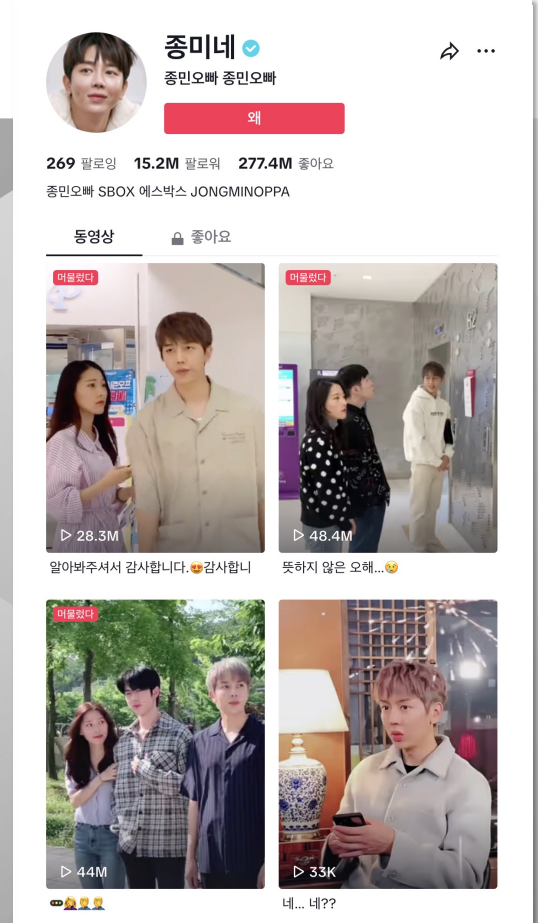 종미네
종민오빠 종민오빠
왜
269 팔로잉 15.2M 팔로워 277.4M 좋아요
종민오빠 SBOX 에스박스 JONGMINOPPA
동영상 좋아요
머물렀다
머물렀다
28.3M
48.4M
알아봐주셔서 감사합니다.😍감사합니
뜻하지 않은 오해...😢
머물렀다
44M
33K
네... 네??